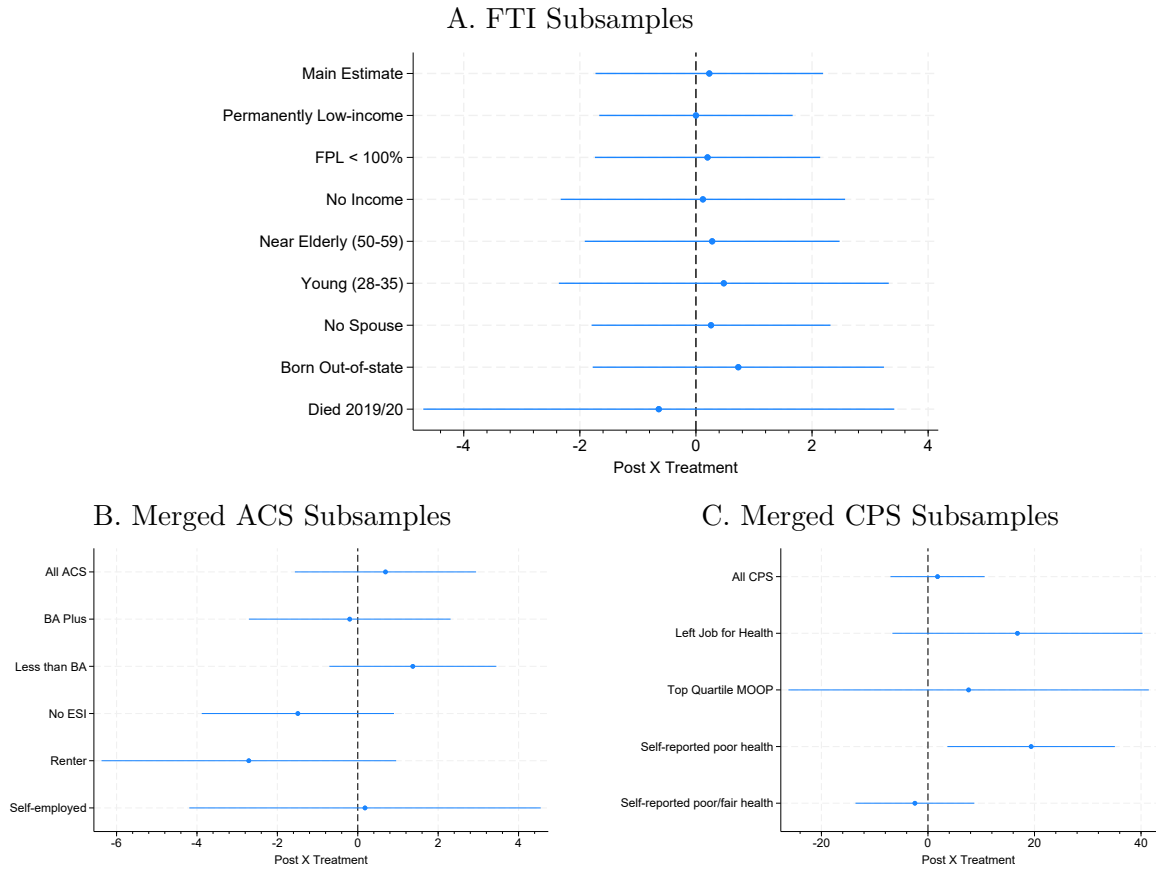 A. FTI Subsamples
Main Estimate
Permanently Low-income
FPL < 100%
No Income
Near Elderly (50-59)
Young (28-35)
No Spouse
Born Out-of-state
Died 2019/20
-4 -2 0 2 4
Post X Treatment
B. Merged ACS Subsamples
All ACS
BA Plus
Less than BA
No ESI
Renter
Self-employed
-6 -4 -2 0 2 4
Post X Treatment
C. Merged CPS Subsamples
All CPS
Left Job for Health
Top Quartile MOOP
Self-reported poor health
Self-reported poor/fair health
-20 0 20 40
Post X Treatment